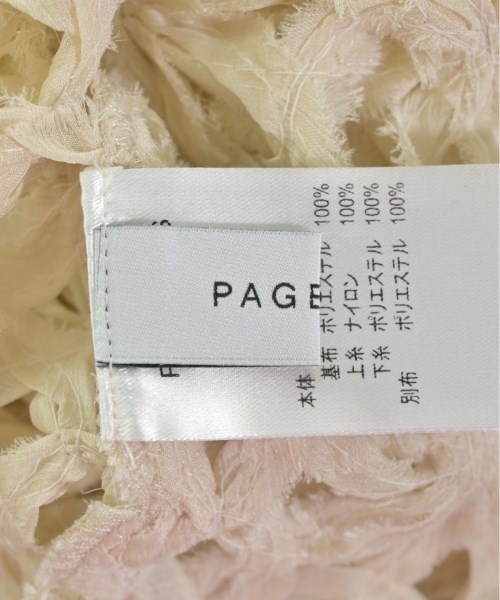 PAGE
本体
基布 ポリエステル 100%
上糸 ナイロン 100%
下糸 ポリエステル 100%
別布 ポリエステル 100%